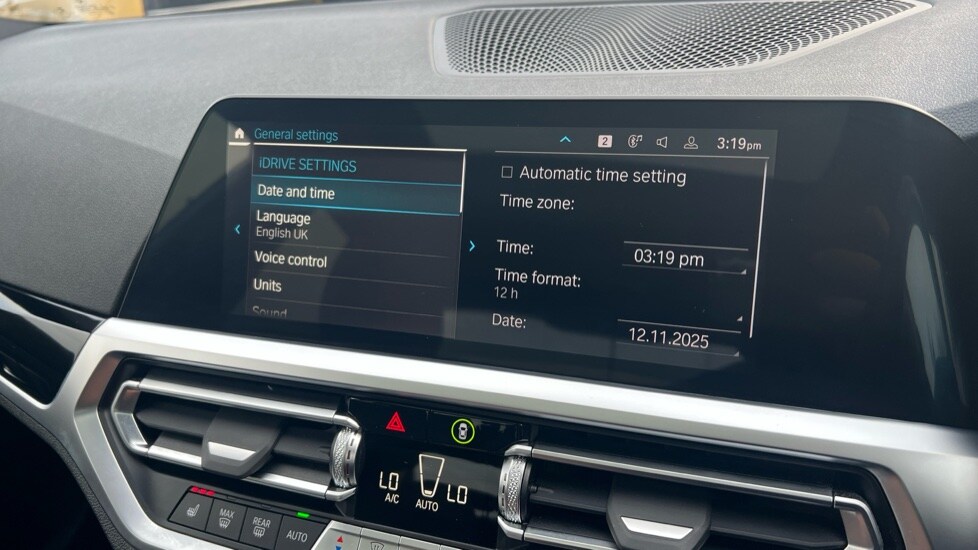 General settings
2
3:19pm
iDRIVE SETTINGS
Date and time
Language
English UK
Voice control
Units
Sound
Automatic time setting
Time zone:
Time:
03:19 pm
Time format:
12 h
Date:
12.11.2025
LO
A/C
AUTO
LO
MAX
REAR
AUTO